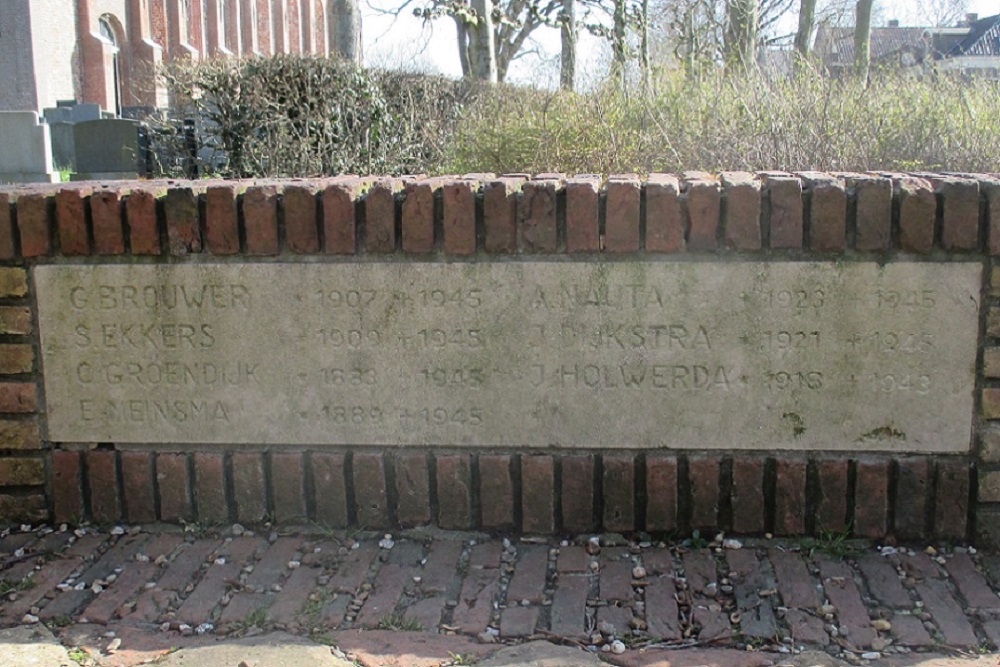 G. BROUWER * 1907 + 1945
S. EKKERS * 1909 + 1945
C. GROENDIJK * 1883 + 1945
E. MEINSMA * 1889 + 1945
A. NAUTA * 1923 + 1945
J. DIJKSTRA * 1921 + 1945
J. HOLWERDA * 1916 + 1943